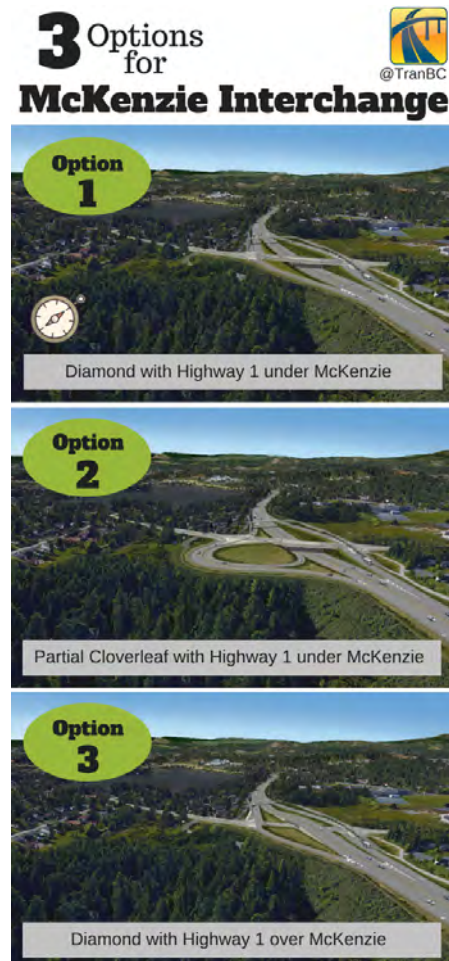 3 Options
for
@TranBC
McKenzie Interchange
Option
1
Diamond with Highway 1 under McKenzie
Option
2
Partial Cloverleaf with Highway 1 under McKenzie
Option
3
Diamond with Highway 1 over McKenzie